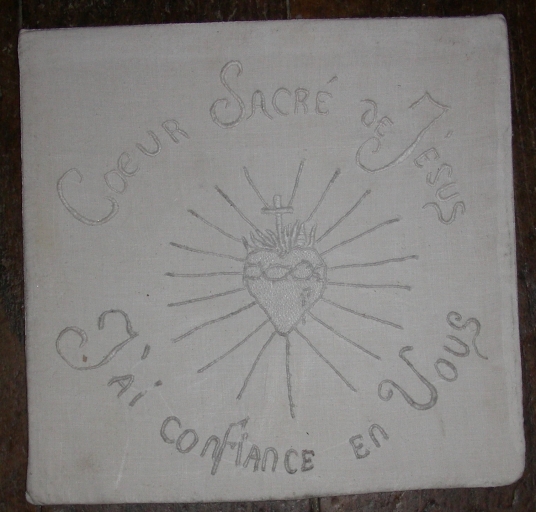 Coeur Sacré de Jésus
J'ai confiance en Vous